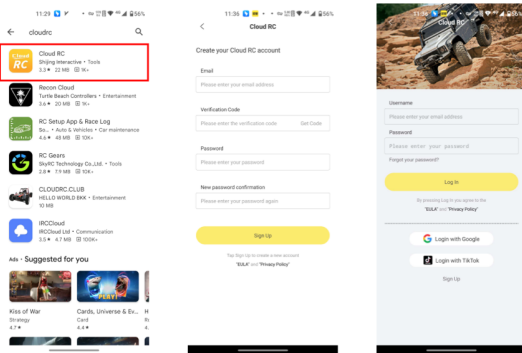 11:29
56%
cloudrc
Cloud RC
Cloud RC
Shijing Interactive • Tools
3.3★ 22 MB 1K+
Recon Cloud
Turtle Beach Controllers • Entertainment
3.6★ 20 MB 1K+
RC Setup App & Race Log
So... • Auto & Vehicles • Car maintenance
4.6★ 48 MB 10K+
RC Gears
SkyRC Technology Co.,Ltd. • Tools
2.8★ 7.9 MB 10K+
CLOUDRC.CLUB
HELLO WORLD BKK • Entertainment
10 MB
IRCCloud
IRCCloud Ltd • Communication
3.5★ 4.7 MB 100K+
Ads • Suggested for you
PLAY!
Kiss of War
Strategy
4.7★
Cards, Universe & Ev...
Card
4.4★
11:36
56%
Cloud RC
Create your Cloud RC account
Email
Please enter your email address
Verification Code
Please enter the verification code Get Code
Password
Please enter your password
New password confirmation
Please enter your password again
Sign Up
Tap Sign Up to create a new account
"EULA" and "Privacy Policy"
11:36
56%
Cloud RC
Username
Please enter your email address
Password
Please enter your password
Forgot your password?
Log In
By pressing Log In you agree to the
"EULA" and "Privacy Policy"
Login with Google
Login with TikTok
Sign Up